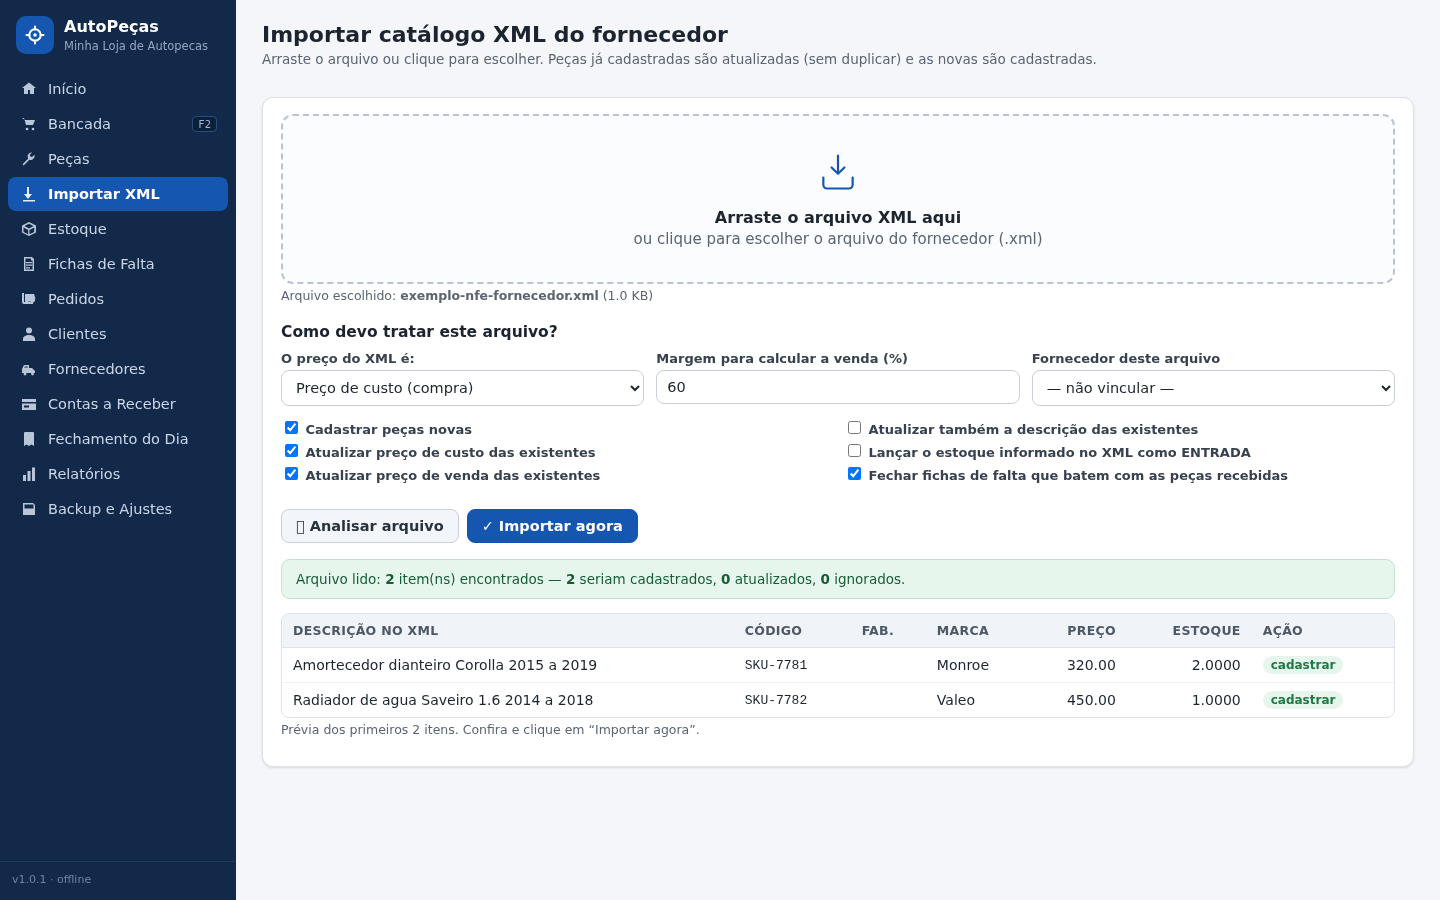 AutoPeças
Minha Loja de Autopecas
Início
Bancada F2
Peças
Importar XML
Estoque
Fichas de Falta
Pedidos
Clientes
Fornecedores
Contas a Receber
Fechamento do Dia
Relatórios
Backup e Ajustes
v1.0.1 · offline
Importar catálogo XML do fornecedor
Arraste o arquivo ou clique para escolher. Peças já cadastradas são atualizadas (sem duplicar) e as novas são cadastradas.
Arraste o arquivo XML aqui
ou clique para escolher o arquivo do fornecedor (.xml)
Arquivo escolhido: exemplo-nfe-fornecedor.xml (1.0 KB)
Como devo tratar este arquivo?
O preço do XML é: Margem para calcular a venda (%) Fornecedor deste arquivo
Preço de custo (compra) 60 — não vincular —
Cadastrar peças novas Atualizar também a descrição das existentes
Atualizar preço de custo das existentes Lançar o estoque informado no XML como ENTRADA
Atualizar preço de venda das existentes Fechar fichas de falta que batem com as peças recebidas
Analisar arquivo ✓ Importar agora
Arquivo lido: 2 item(ns) encontrados — 2 seriam cadastrados, 0 atualizados, 0 ignorados.
DESCRIÇÃO NO XML CÓDIGO FAB. MARCA PREÇO ESTOQUE AÇÃO
Amortecedor dianteiro Corolla 2015 a 2019 SKU-7781 Monroe 320.00 2.0000 cadastrar
Radiador de agua Saveiro 1.6 2014 a 2018 SKU-7782 Valeo 450.00 1.0000 cadastrar
Prévia dos primeiros 2 itens. Confira e clique em “Importar agora”.